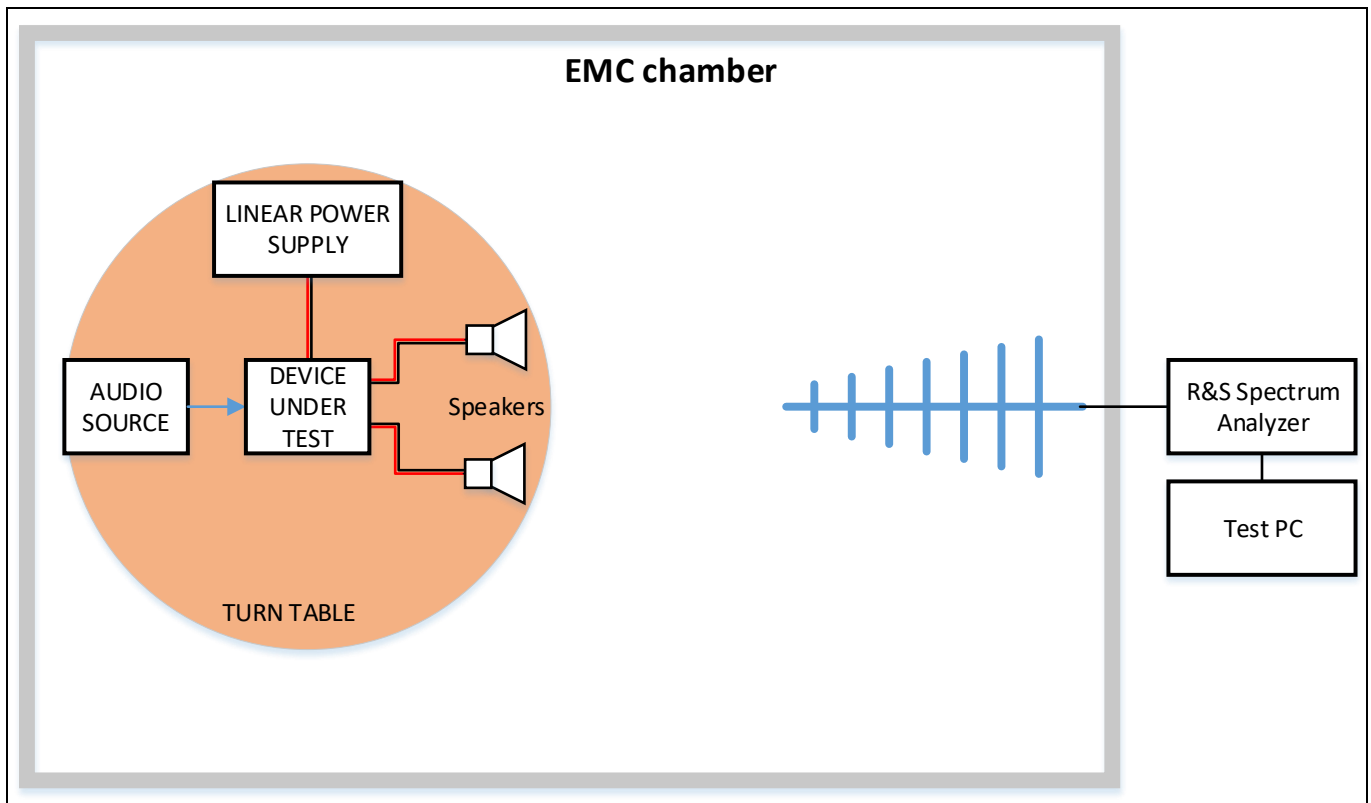 EMC chamber
LINEAR POWER
SUPPLY
AUDIO
SOURCE
DEVICE
UNDER
TEST
Speakers
TURN TABLE
R&S Spectrum
Analyzer
Test PC